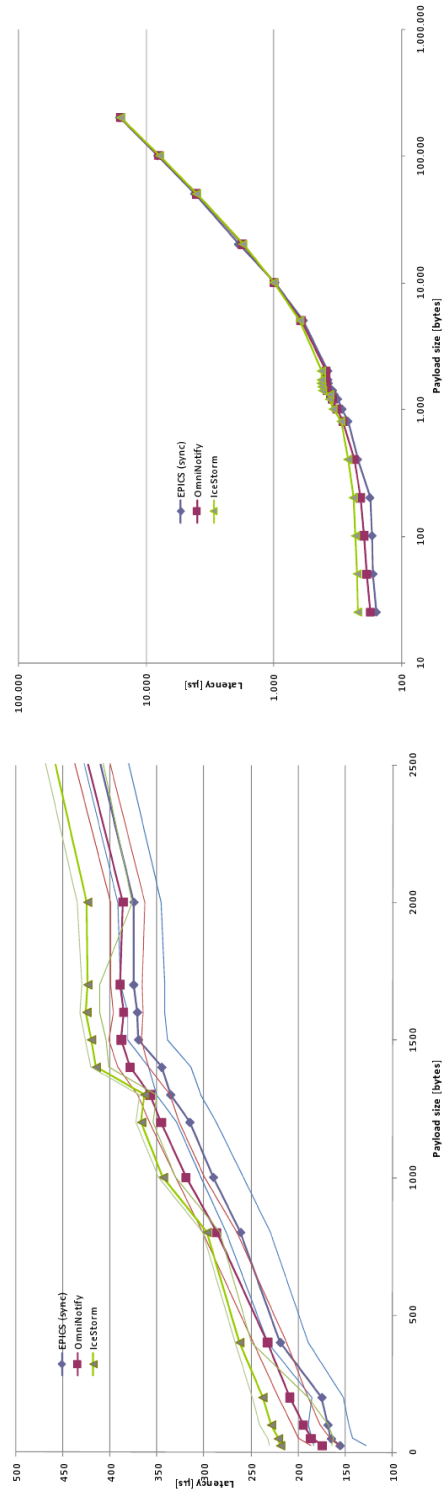 500
450
400
350
300
250
200
150
100
Latency [µs]
0
500
1000
1500
2000
2500
Payload size [bytes]
EPICS (sync)
OmniNotify
IceStorm
100.000
10.000
1.000
100
Latency [µs]
10
100
1.000
10.000
100.000
1.000.000
Payload size [bytes]
EPICS (sync)
OmniNotify
IceStorm